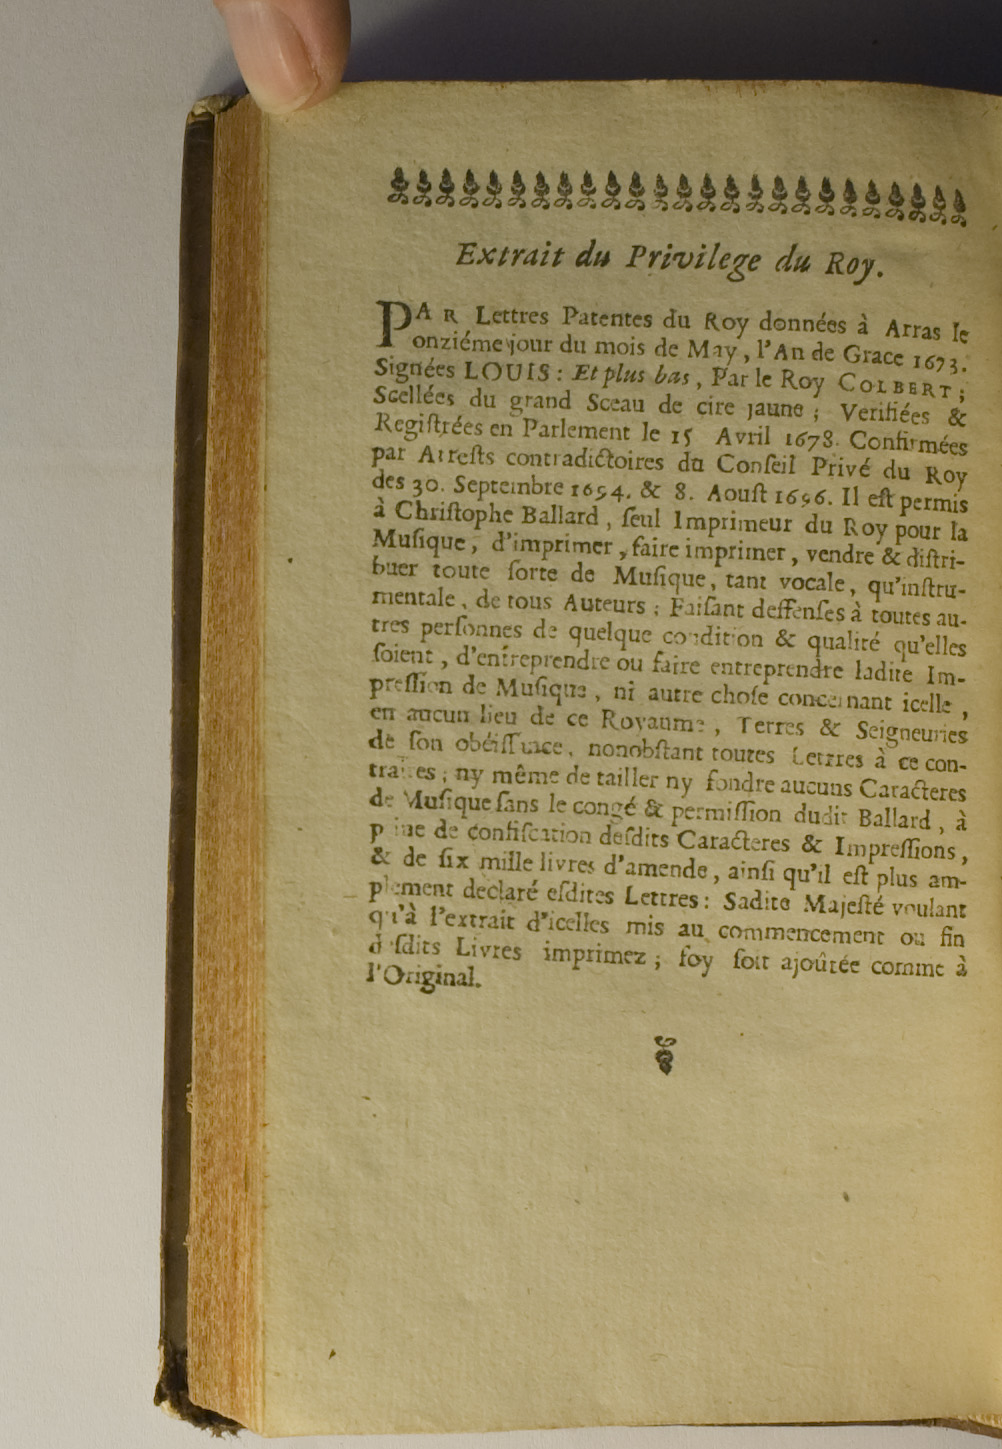 Extrait du Privilege du Roy.
PAR Lettres Patentes du Roy données à Arras le
onziéme jour du mois de May, l'An de Grace 1673.
Signées LOUIS : Et plus bas, Par le Roy COLBERT ;
Scellées du grand Sceau de cire jaune ; Verifiées &
Regiſtrées en Parlement le 15 Avril 1678. Confirmées
par Arreſts contradictoires du Conſeil Privé du Roy
des 30. Septembre 1694. & 8. Aouſt 1696. Il eſt permis
à Chriſtophe Ballard, ſeul Imprimeur du Roy pour la
Muſique, d'imprimer, faire imprimer, vendre & diſtri-
buer toute ſorte de Muſique, tant vocale, qu'inſtru-
mentale, de tous Auteurs : Faiſant deffenſes à toutes au-
tres perſonnes de quelque condition & qualité qu'elles
ſoient, d'entreprendre ou faire entreprendre ladite Im-
preſſion de Muſique, ni autre choſe concernant icelle,
en aucun lieu de ce Royaume, Terres & Seigneuries
de ſon obéiſſance, nonobſtant toutes Lettres à ce con-
traires ; ny même de tailler ny fondre aucuns Caracteres
de Muſique ſans le congé & permiſſion dudit Ballard, à
peine de confiſcation deſdits Caracteres & Impreſſions,
& de ſix mille livres d'amende, ainſi qu'il eſt plus am-
plement declaré eſdites Lettres : Sadite Majeſté voulant
qu'à l'extrait d'icelles mis au commencement ou fin
deſdits Livres imprimez ; foy ſoit ajoûtée comme à
l'Original.